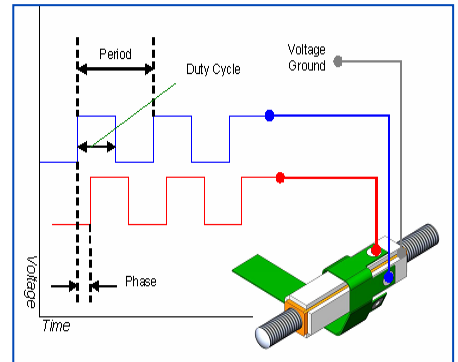 Period
Duty Cycle
Voltage
Ground
Phase
Voltage
Time